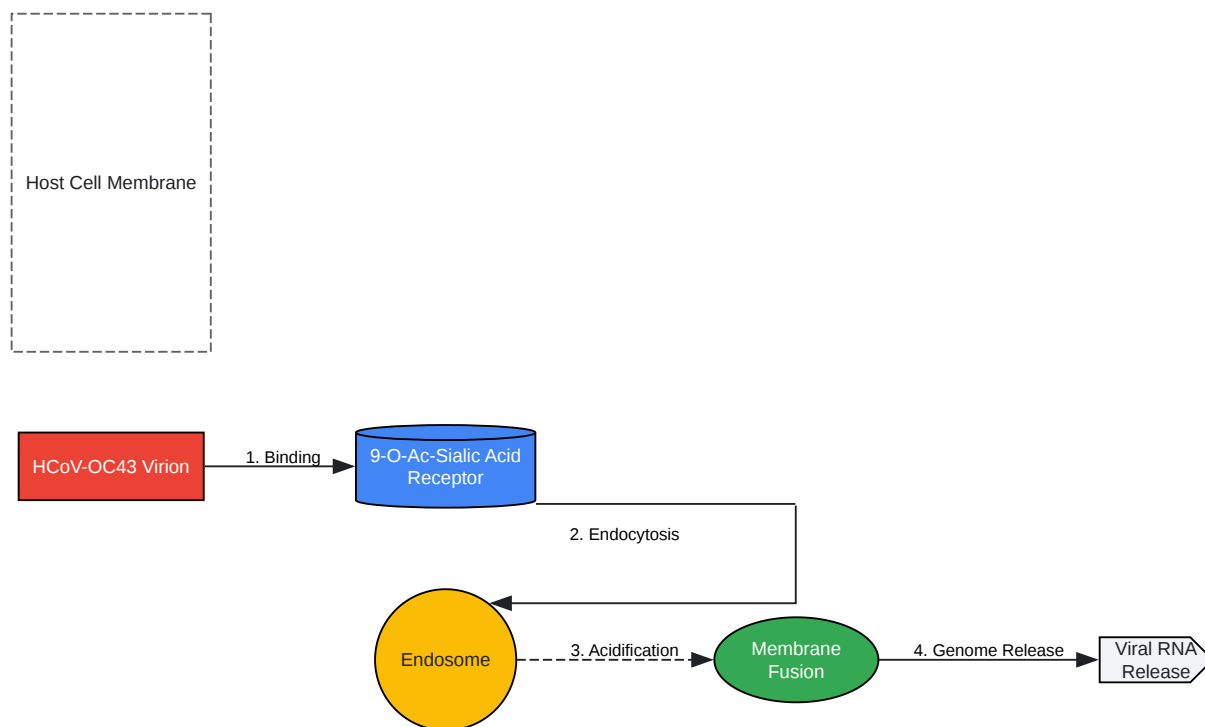 Host Cell Membrane
HCoV-OC43 Virion
1. Binding
9-O-Ac-Sialic Acid
Receptor
2. Endocytosis
Endosome
3. Acidification
Membrane
Fusion
4. Genome Release
Viral RNA
Release